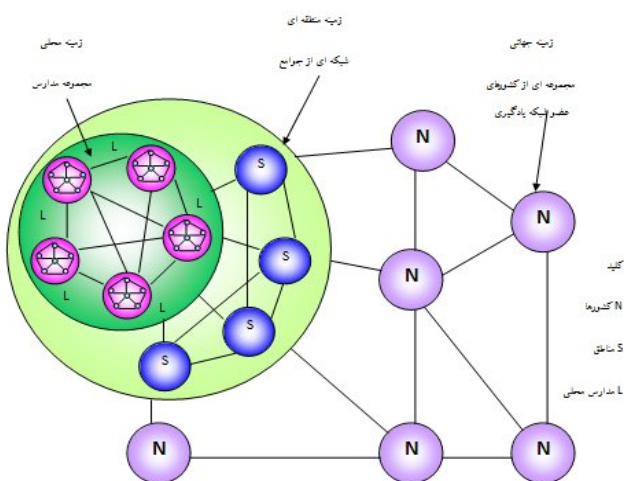 زمینه محلی
مجموعه مدارس
زمینه منطقه ای
شبکه ای از جوامع
زمینه جهانی
مجموعه ای از کشورهای
عضو شبکه یادگیری
L
L
L
L
L
S
S
S
S
N
N
N
N
N
N
کلید
N کشورها
S مناطق
L مدارس محلی